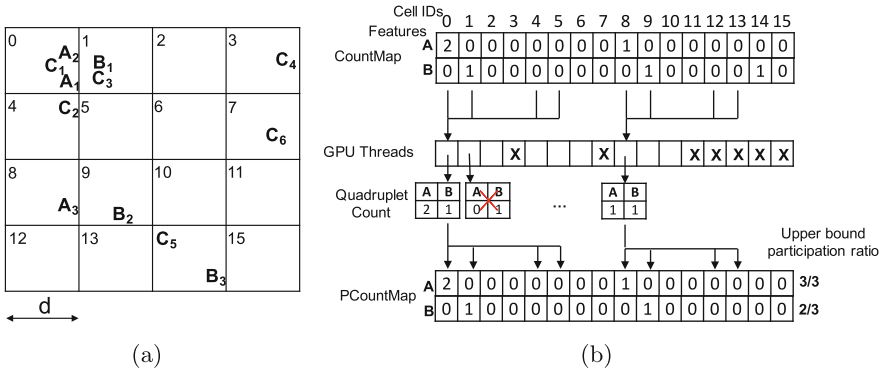 Cell IDs
0 1 2 3 4 5 6 7 8 9 10 11 12 13 14 15
Features
CountMap
A 2 0 0 0 0 0 0 0 1 0 0 0 0 0 0 0
B 0 1 0 0 0 0 0 0 0 1 0 0 0 0 1 0
GPU Threads
X X X X X X X
Quadruplet
Count
A B A B A B
2 1 0 1 ... 1 1
Upper bound
participation ratio
PCountMap
A 2 0 0 0 0 0 0 0 1 0 0 0 0 0 0 0 3/3
B 0 1 0 0 0 0 0 0 0 1 0 0 0 0 0 0 2/3
0 1 2 3
A2 C1 A1 B1 C3 C4
4 5 6 7
C2 C6
8 9 10 11
A3 B2
12 13 15
C5 B3
d
(a)
(b)